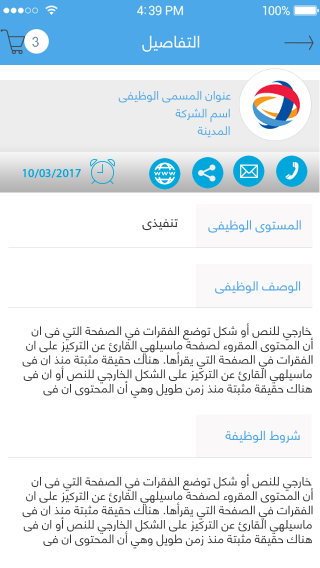 4:39 PM
100%
3
التفاصيل
عنوان المسمى الوظيفى
اسم الشركة
المدينة
10/03/2017
www
المستوى الوظيفى
تنفيذى
الوصف الوظيفى
خارجي للنص أو شكل توضع الفقرات في الصفحة التي فى ان
أن المحتوى المقروء لصفحة ماسيلهي القارئ عن التركيز على ان
الفقرات في الصفحة التي يقرأها. هناك حقيقة مثبتة منذ ان فى
ماسيلهي القارئ عن التركيز على الشكل الخارجي للنص أو ان فى
هناك حقيقة مثبتة منذ زمن طويل وهي أن المحتوى ان فى
شروط الوظيفة
خارجي للنص أو شكل توضع الفقرات في الصفحة التي فى ان
أن المحتوى المقروء لصفحة ماسيلهي القارئ عن التركيز على ان
الفقرات في الصفحة التي يقرأها. هناك حقيقة مثبتة منذ ان فى
ماسيلهي القارئ عن التركيز على الشكل الخارجي للنص أو ان فى
هناك حقيقة مثبتة منذ زمن طويل وهي أن المحتوى ان فى